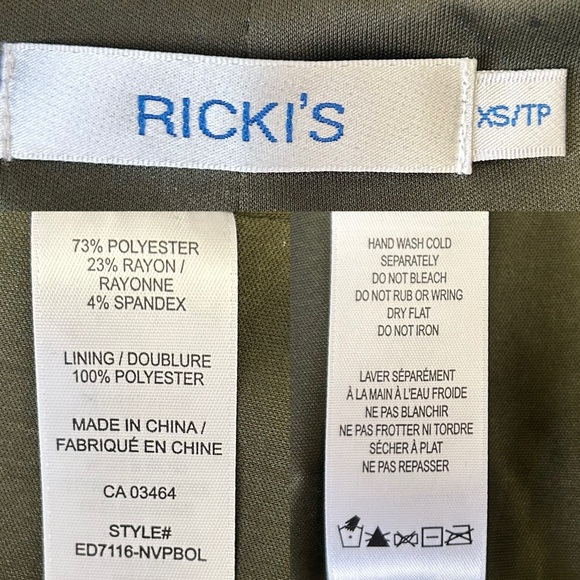 RICKI'S
XS/TP
73% POLYESTER
23% RAYON /
RAYONNE
4% SPANDEX
LINING / DOUBLURE
100% POLYESTER
MADE IN CHINA /
FABRIQUÉ EN CHINE
CA 03464
STYLE#
ED7116-NVPBOL
HAND WASH COLD
SEPARATELY
DO NOT BLEACH
DO NOT RUB OR WRING
DRY FLAT
DO NOT IRON
LAVER SÉPARÉMENT
À LA MAIN À L'EAU FROIDE
NE PAS BLANCHIR
NE PAS FROTTER NI TORDRE
SÉCHER À PLAT
NE PAS REPASSER